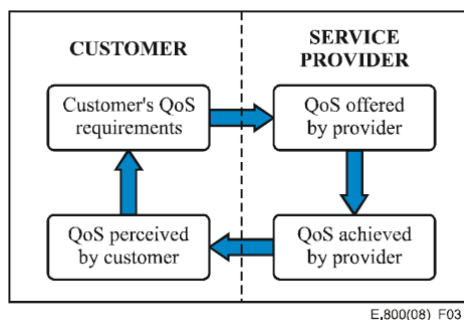 CUSTOMER
SERVICE
PROVIDER
Customer's QoS
requirements
QoS offered
by provider
QoS perceived
by customer
QoS achieved
by provider
E.800(08)_F03